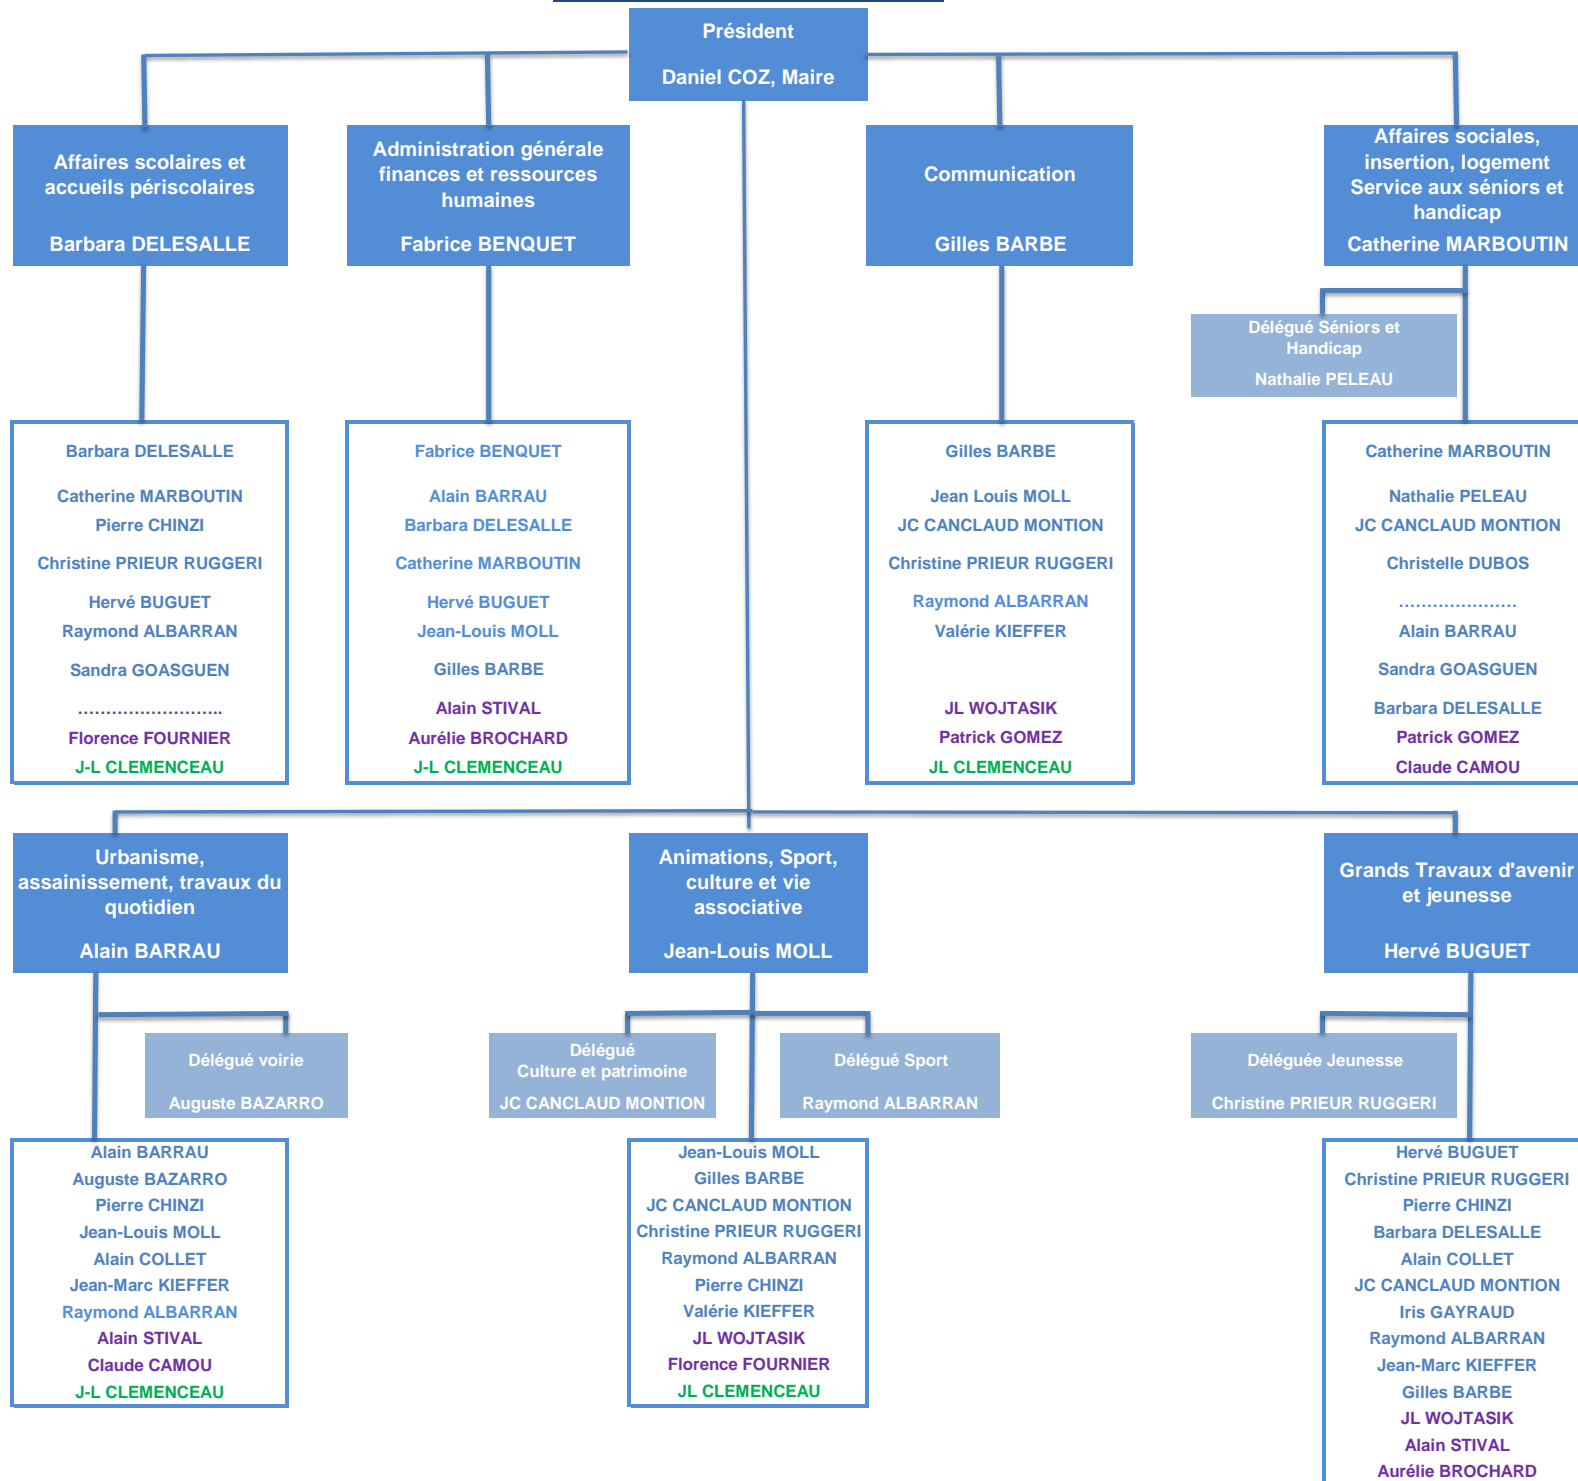 Président
Daniel COZ, Maire
Affaires scolaires et
accueils périscolaires
Barbara DELESALLE
Administration générale
finances et ressources
humaines
Fabrice BENQUET
Communication
Gilles BARBE
Affaires sociales,
insertion, logement
Service aux séniors et
handicap
Catherine MARBOUTIN
Délégué Séniors et
Handicap
Nathalie PELEAU
Barbara DELESALLE
Catherine MARBOUTIN
Pierre CHINZI
Christine PRIEUR RUGGERI
Hervé BUGUET
Raymond ALBARRAN
Sandra GOASGUEN
……………………..
Florence FOURNIER
J-L CLEMENCEAU
Fabrice BENQUET
Alain BARRAU
Barbara DELESALLE
Catherine MARBOUTIN
Hervé BUGUET
Jean-Louis MOLL
Gilles BARBE
Alain STIVAL
Aurélie BROCHARD
J-L CLEMENCEAU
Gilles BARBE
Jean Louis MOLL
JC CANCLAUD MONTION
Christine PRIEUR RUGGERI
Raymond ALBARRAN
Valérie KIEFFER
JL WOJTASIK
Patrick GOMEZ
JL CLEMENCEAU
Catherine MARBOUTIN
Nathalie PELEAU
JC CANCLAUD MONTION
Christelle DUBOS
…………………
Alain BARRAU
Sandra GOASGUEN
Barbara DELESALLE
Patrick GOMEZ
Claude CAMOU
Urbanisme,
assainissement, travaux du
quotidien
Alain BARRAU
Animations, Sport,
culture et vie
associative
Jean-Louis MOLL
Grands Travaux d'avenir
et jeunesse
Hervé BUGUET
Délégué voirie
Auguste BAZARRO
Délégué
Culture et patrimoine
JC CANCLAUD MONTION
Délégué Sport
Raymond ALBARRAN
Déléguée Jeunesse
Christine PRIEUR RUGGERI
Alain BARRAU
Auguste BAZARRO
Pierre CHINZI
Jean-Louis MOLL
Alain COLLET
Jean-Marc KIEFFER
Raymond ALBARRAN
Alain STIVAL
Claude CAMOU
J-L CLEMENCEAU
Jean-Louis MOLL
Gilles BARBE
JC CANCLAUD MONTION
Christine PRIEUR RUGGERI
Raymond ALBARRAN
Pierre CHINZI
Valérie KIEFFER
JL WOJTASIK
Florence FOURNIER
JL CLEMENCEAU
Hervé BUGUET
Christine PRIEUR RUGGERI
Pierre CHINZI
Barbara DELESALLE
Alain COLLET
JC CANCLAUD MONTION
Iris GAYRAUD
Raymond ALBARRAN
Jean-Marc KIEFFER
Gilles BARBE
JL WOJTASIK
Alain STIVAL
Aurélie BROCHARD